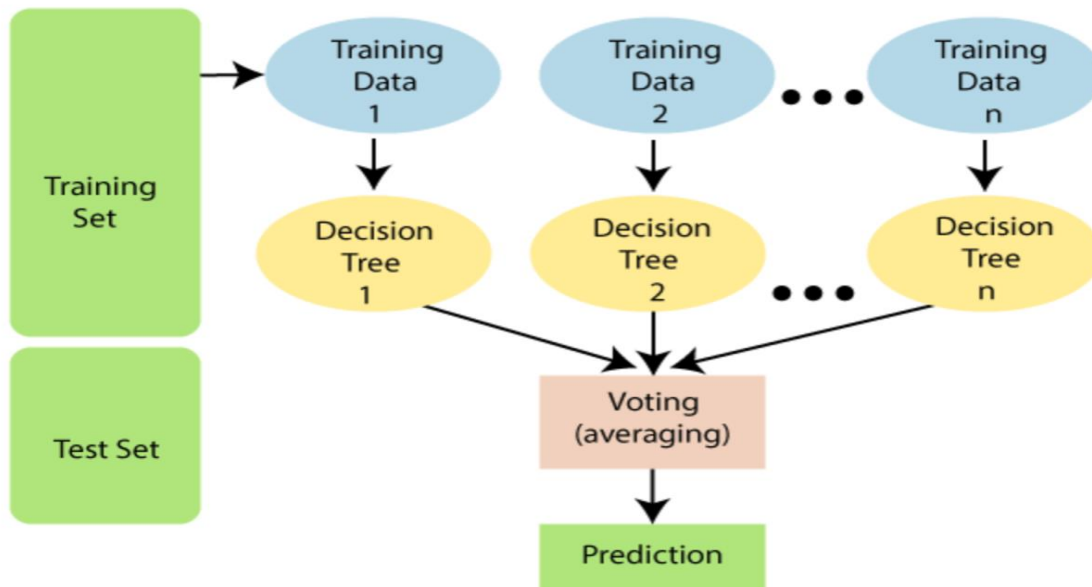 Training
Set
Test Set
Training
Data
1
Training
Data
2
Training
Data
n
Decision
Tree
1
Decision
Tree
2
Decision
Tree
n
Voting
(averaging)
Prediction